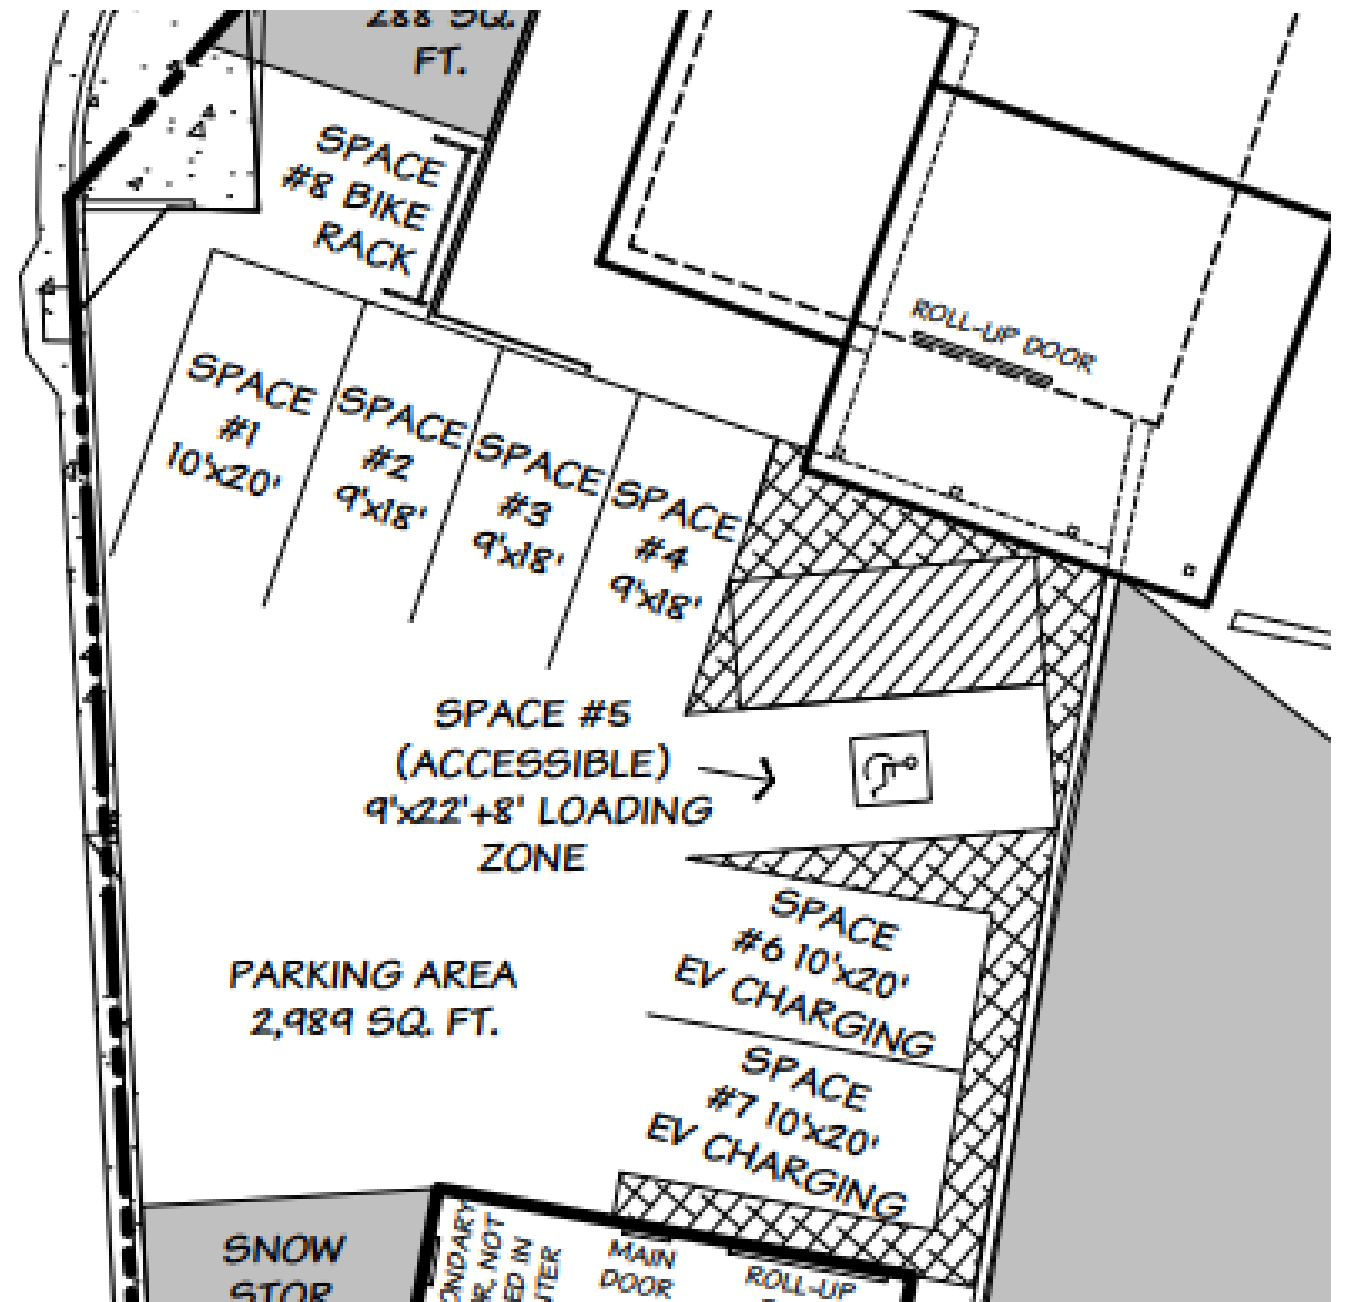 288 SQ.
FT.
SPACE
#8 BIKE
RACK
ROLL-UP DOOR
SPACE
#1
10'x20'
SPACE
#2
9'x18'
SPACE
#3
9'x18'
SPACE
#4
9'x18'
SPACE #5
(ACCESSIBLE)
9'x22'+8' LOADING
ZONE
SPACE
#6 10'x20'
EV CHARGING
PARKING AREA
2,989 SQ. FT.
SPACE
#7 10'x20'
EV CHARGING
SNOW
STOR
MAIN
DOOR
ROLL-UP